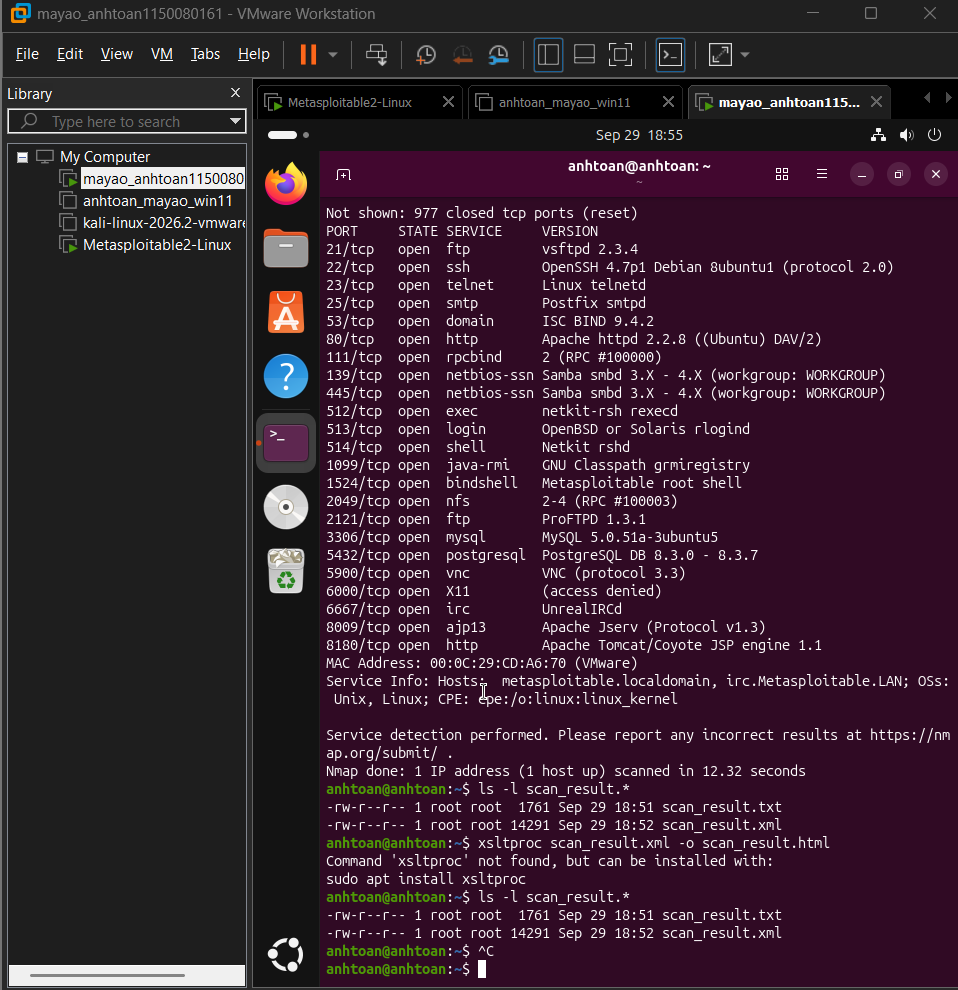 mayao_anhtoan1150080161 - VMware Workstation
File Edit View VM Tabs Help
Library
Type here to search
My Computer
mayao_anhtoan1150080
anhtoan_mayao_win11
kali-linux-2026.2-vmware
Metasploitable2-Linux
Metasploitable2-Linux
anhtoan_mayao_win11
mayao_anhtoan115...
Sep 29 18:55
anhtoan@anhtoan: ~
~
Not shown: 977 closed tcp ports (reset)
PORT     STATE SERVICE     VERSION
21/tcp   open  ftp         vsftpd 2.3.4
22/tcp   open  ssh         OpenSSH 4.7p1 Debian 8ubuntu1 (protocol 2.0)
23/tcp   open  telnet      Linux telnetd
25/tcp   open  smtp        Postfix smtpd
53/tcp   open  domain      ISC BIND 9.4.2
80/tcp   open  http        Apache httpd 2.2.8 ((Ubuntu) DAV/2)
111/tcp  open  rpcbind     2 (RPC #100000)
139/tcp  open  netbios-ssn Samba smbd 3.X - 4.X (workgroup: WORKGROUP)
445/tcp  open  netbios-ssn Samba smbd 3.X - 4.X (workgroup: WORKGROUP)
512/tcp  open  exec        netkit-rsh rexecd
513/tcp  open  login       OpenBSD or Solaris rlogind
514/tcp  open  shell       Netkit rshd
1099/tcp open  java-rmi    GNU Classpath grmiregistry
1524/tcp open  bindshell   Metasploitable root shell
2049/tcp open  nfs         2-4 (RPC #100003)
2121/tcp open  ftp         ProFTPD 1.3.1
3306/tcp open  mysql       MySQL 5.0.51a-3ubuntu5
5432/tcp open  postgresql  PostgreSQL DB 8.3.0 - 8.3.7
5900/tcp open  vnc         VNC (protocol 3.3)
6000/tcp open  X11         (access denied)
6667/tcp open  irc         UnrealIRCd
8009/tcp open  ajp13       Apache Jserv (Protocol v1.3)
8180/tcp open  http        Apache Tomcat/Coyote JSP engine 1.1
MAC Address: 00:0C:29:CD:A6:70 (VMware)
Service Info: Hosts:  metasploitable.localdomain, irc.Metasploitable.LAN; OSs:
 Unix, Linux; CPE: cpe:/o:linux:linux_kernel
Service detection performed. Please report any incorrect results at https://nm
ap.org/submit/ .
Nmap done: 1 IP address (1 host up) scanned in 12.32 seconds
anhtoan@anhtoan:~$ ls -l scan_result.*
-rw-r--r-- 1 root root  1761 Sep 29 18:51 scan_result.txt
-rw-r--r-- 1 root root 14291 Sep 29 18:52 scan_result.xml
anhtoan@anhtoan:~$ xsltproc scan_result.xml -o scan_result.html
Command 'xsltproc' not found, but can be installed with:
sudo apt install xsltproc
anhtoan@anhtoan:~$ ls -l scan_result.*
-rw-r--r-- 1 root root  1761 Sep 29 18:51 scan_result.txt
-rw-r--r-- 1 root root 14291 Sep 29 18:52 scan_result.xml
anhtoan@anhtoan:~$ ^C
anhtoan@anhtoan:~$